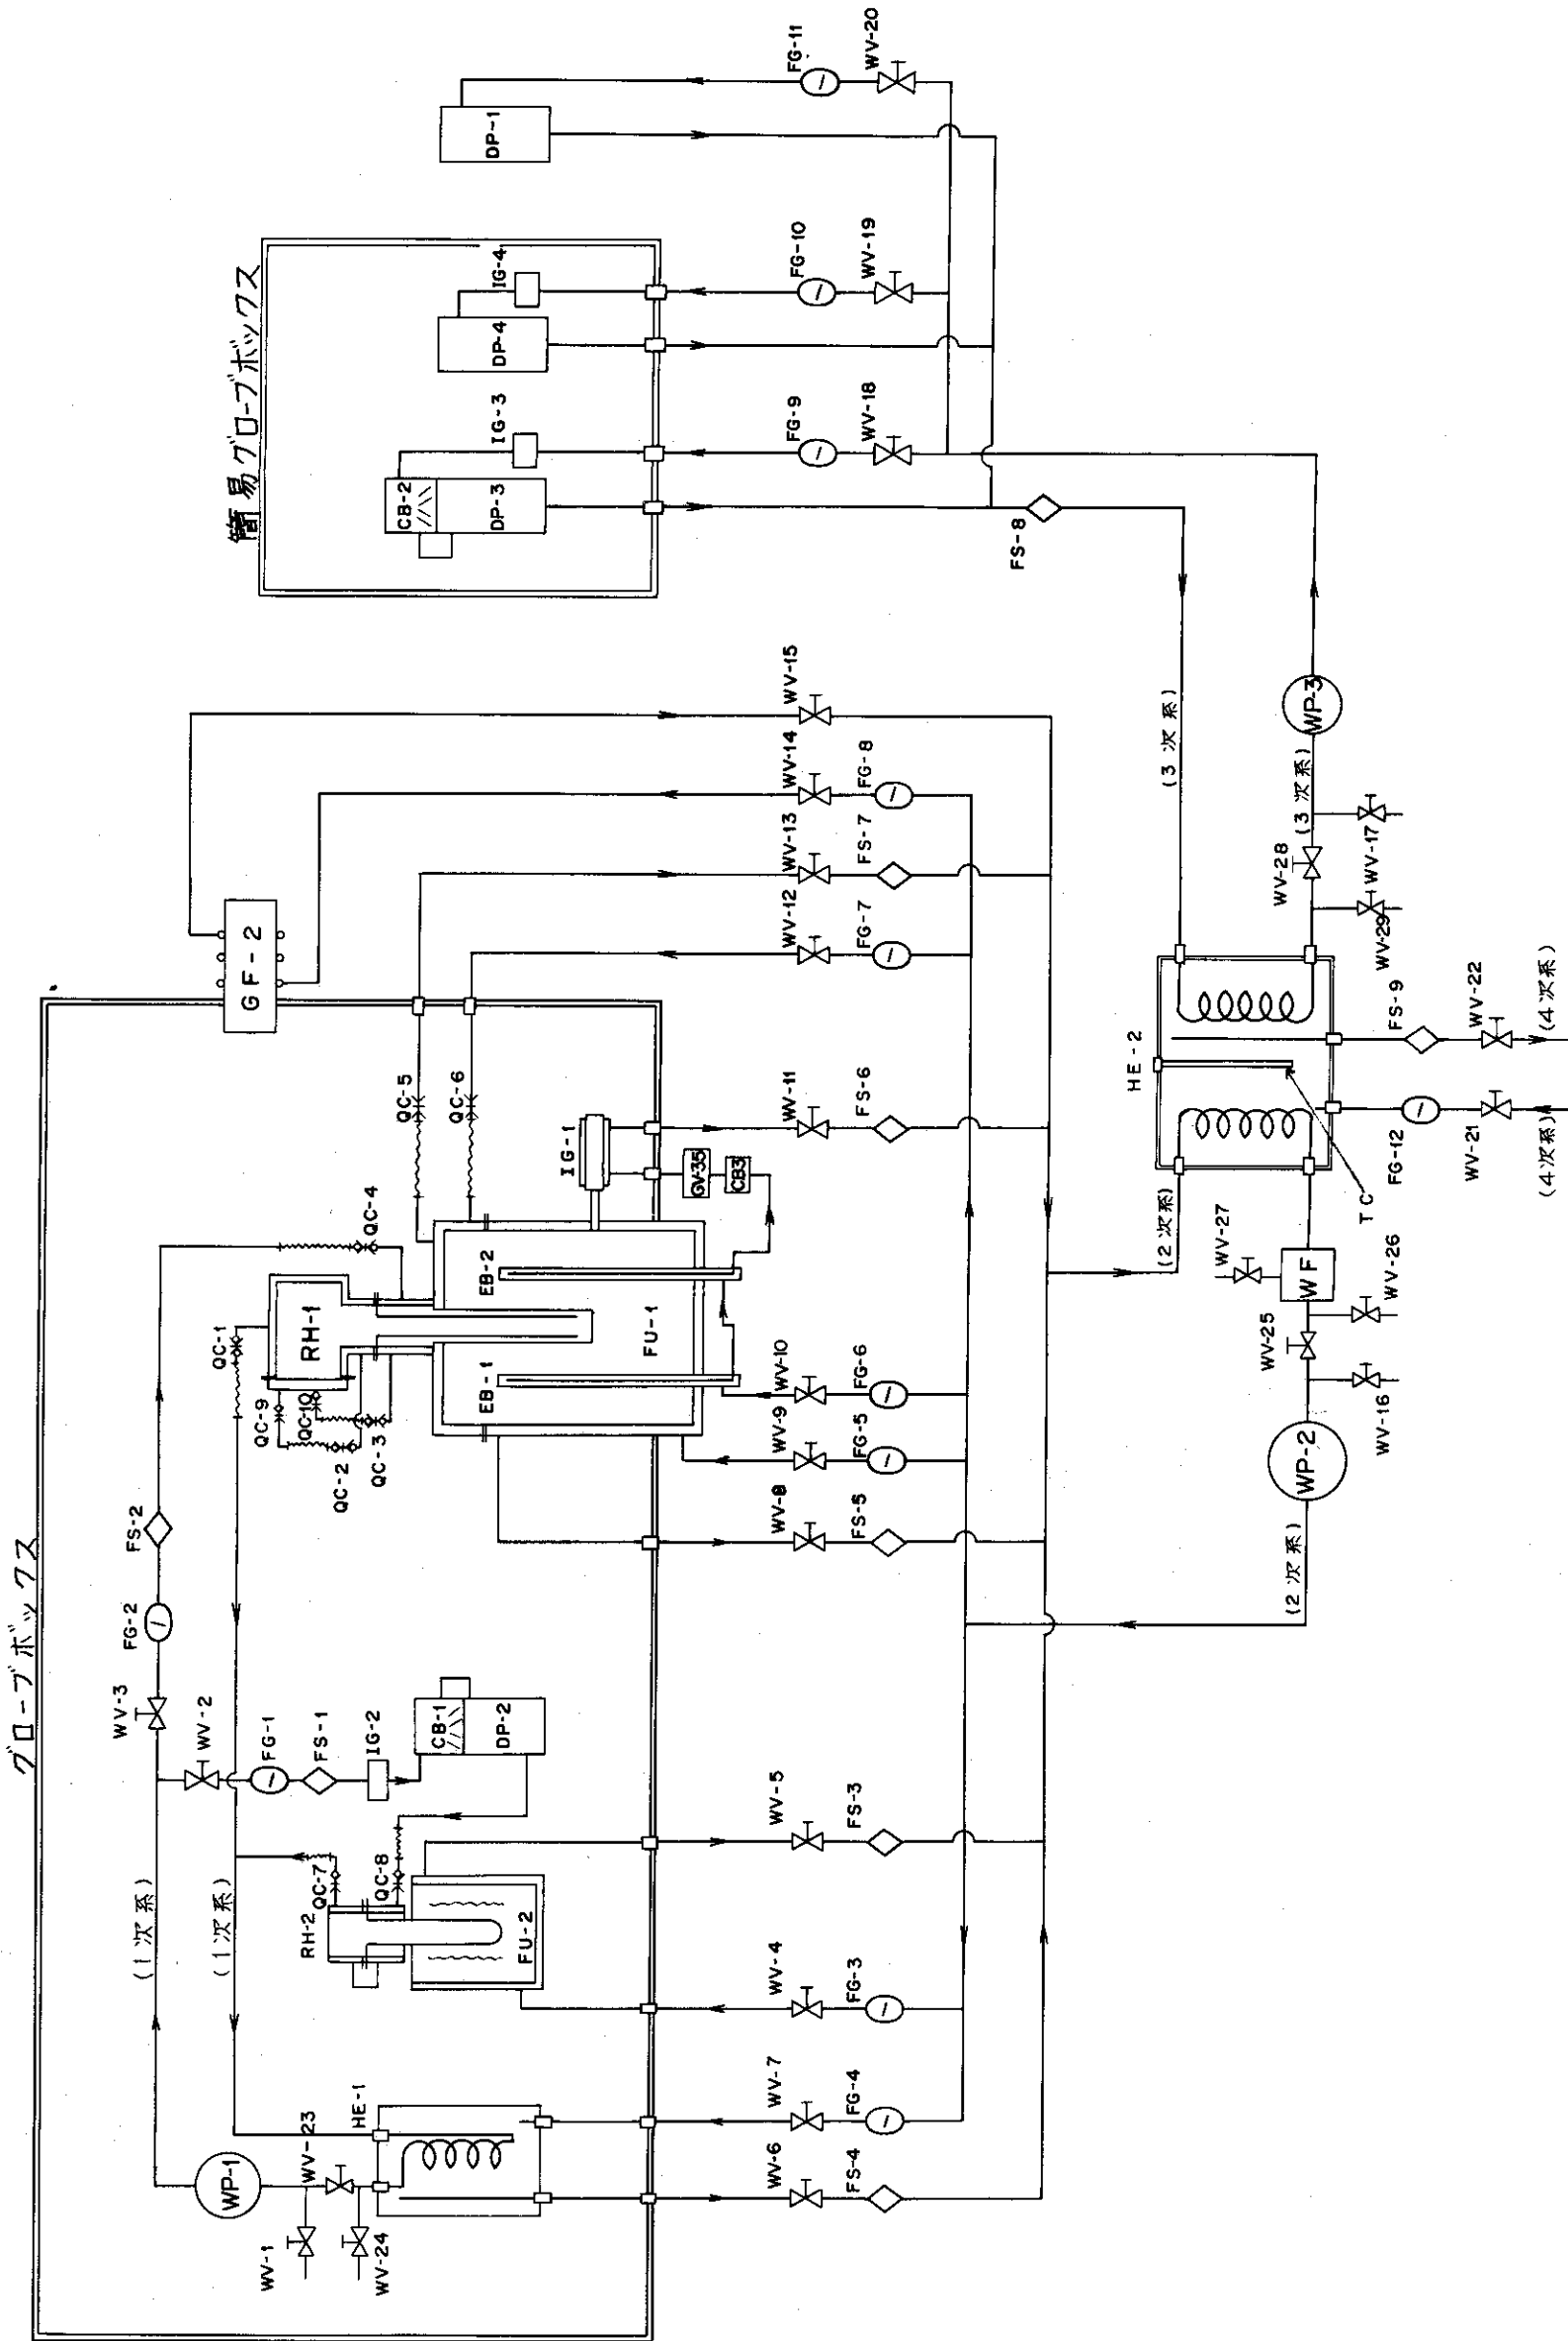 グローブボックス
(1次系)
(1次系)
WP-1
WV-1
WV-23
WV-24
HE-1
WV-3
FG-2
FS-2
WV-2
FG-1
FS-1
IG-2
CB-1
DP-2
RH-2
QC-7
QC-8
FU-2
QC-1
QC-9
QC-10
QC-2
QC-3
QC-4
RH-1
EB-1
EB-2
FU-1
QC-5
QC-6
IG-1
GV-35
CB3
GF-2
WV-6
FS-4
WV-7
FG-4
WV-4
FG-3
WV-5
FS-3
WV-8
FS-5
WV-9
FG-5
WV-10
FG-6
WV-11
FS-6
WV-12
FG-7
WV-13
FS-7
WV-14
FG-8
WV-15
簡易グローブボックス
CB-2
DP-3
IG-3
DP-4
IG-4
DP-1
FG-9
WV-18
FG-10
WV-19
FG-11
WV-20
FS-8
(2次系)
WP-2
WV-16
WV-25
WV-26
WF
WV-27
(2次系)
HE-2
TC
FG-12
WV-21
(4次系)
FS-9
WV-22
(4次系)
WV-29
WV-28
WV-17
(3次系)
WP-3
(3次系)